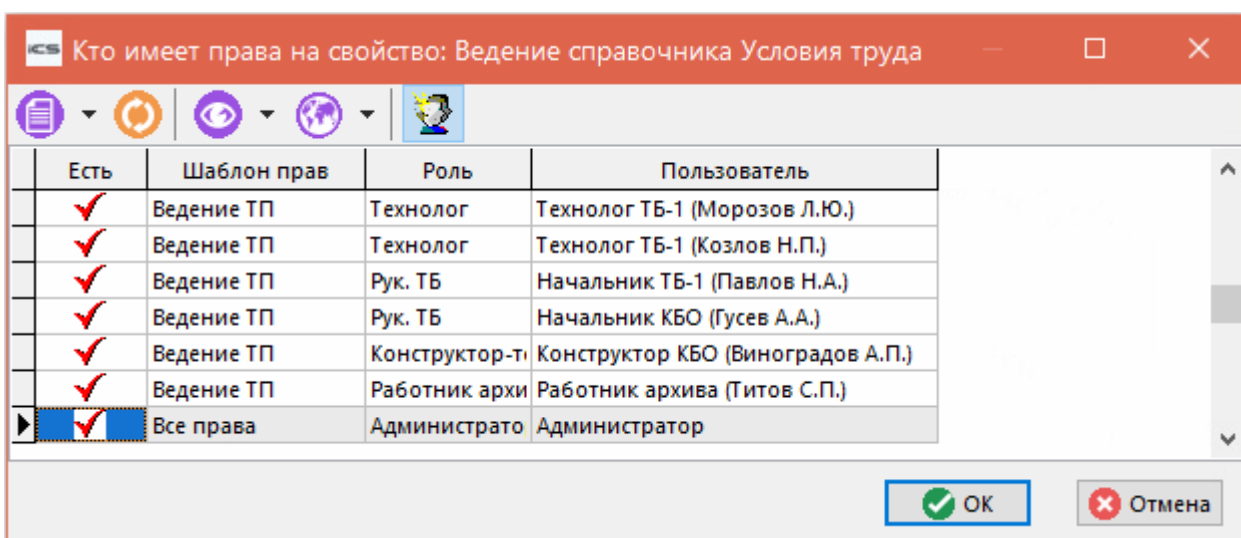 iCS Кто имеет права на свойство: Ведение справочника Условия труда
Есть Шаблон прав Роль Пользователь
Ведение ТП Технолог Технолог ТБ-1 (Морозов Л.Ю.)
Ведение ТП Технолог Технолог ТБ-1 (Козлов Н.П.)
Ведение ТП Рук. ТБ Начальник ТБ-1 (Павлов Н.А.)
Ведение ТП Рук. ТБ Начальник КБО (Гусев А.А.)
Ведение ТП Конструктор-т Конструктор КБО (Виноградов А.П.)
Ведение ТП Работник архи Работник архива (Титов С.П.)
Все права Администрато Администратор
ОК Отмена